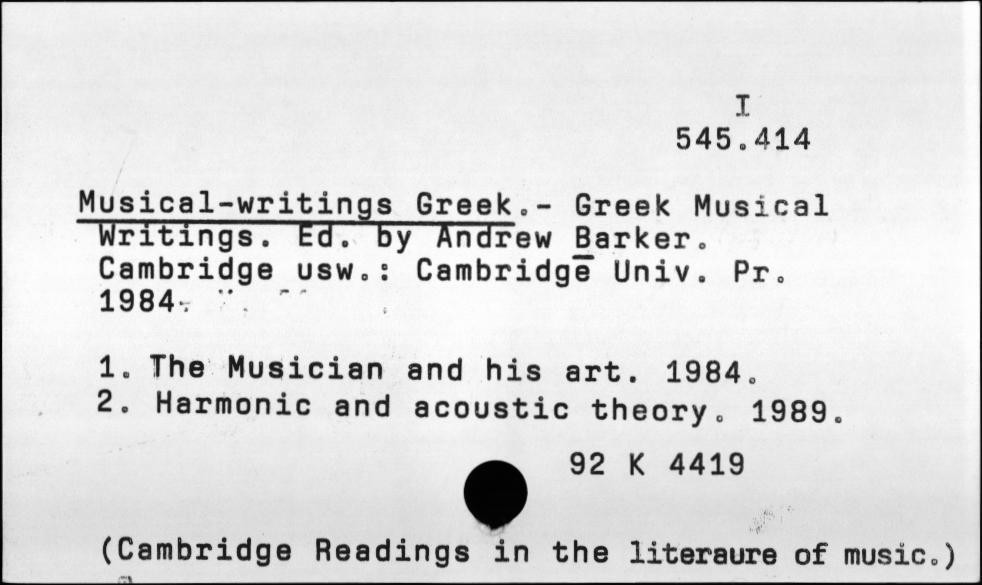 I
545.414
Musical-writings Greek.- Greek Musical
Writings. Ed. by Andrew Barker.
Cambridge usw.: Cambridge Univ. Pr.
1984-
1. The Musician and his art. 1984.
2. Harmonic and acoustic theory. 1989.
92 K 4419
(Cambridge Readings in the literaure of music.)